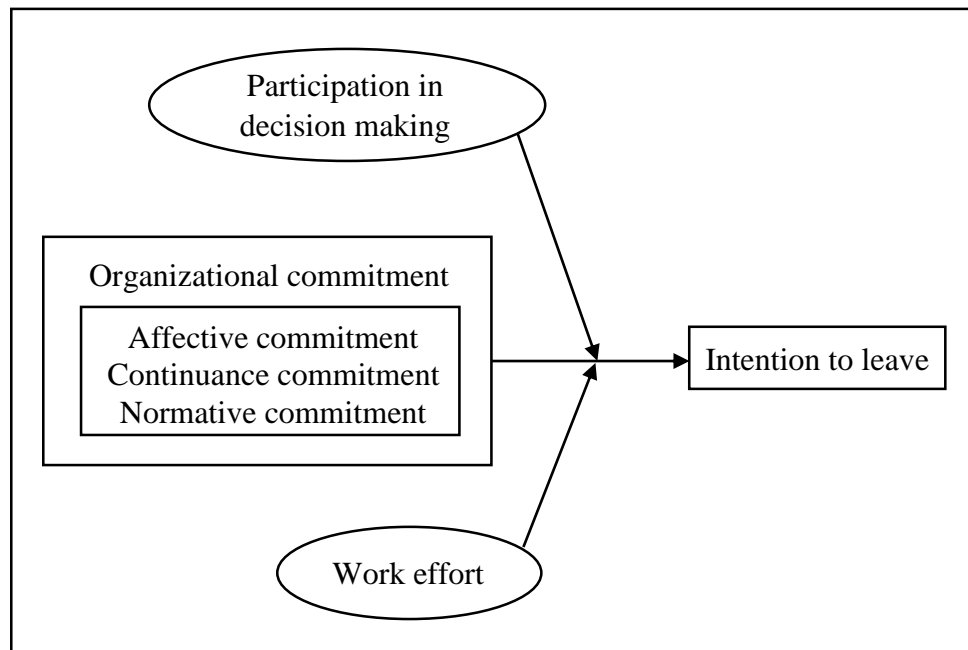 Participation in
decision making
Organizational commitment
Affective commitment
Continuance commitment
Normative commitment
Intention to leave
Work effort